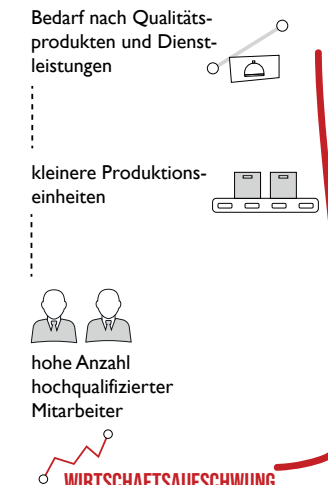 Bedarf nach Qualitäts-
produkten und Dienst-
leistungen
kleinere Produktions-
einheiten
hohe Anzahl
hochqualifizierter
Mitarbeiter
WIRTSCHAFTSAUFSCHWUNG